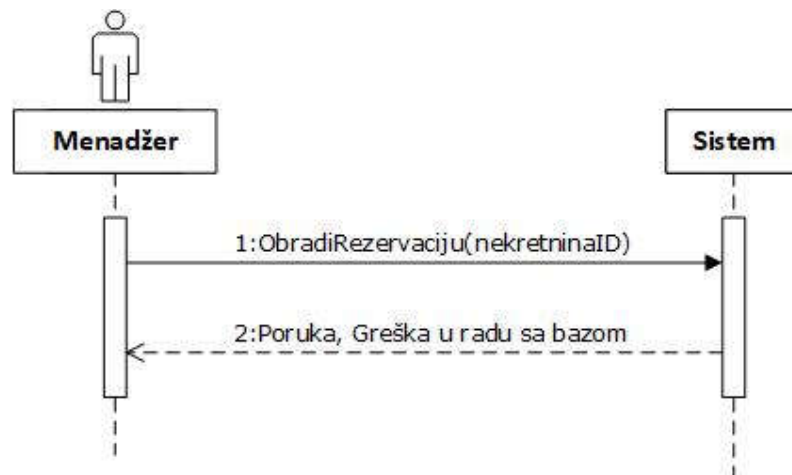 Menadžer
Sistem
1:ObradiRezervaciju(nekretninaID)
2:Poruka, Greška u radu sa bazom